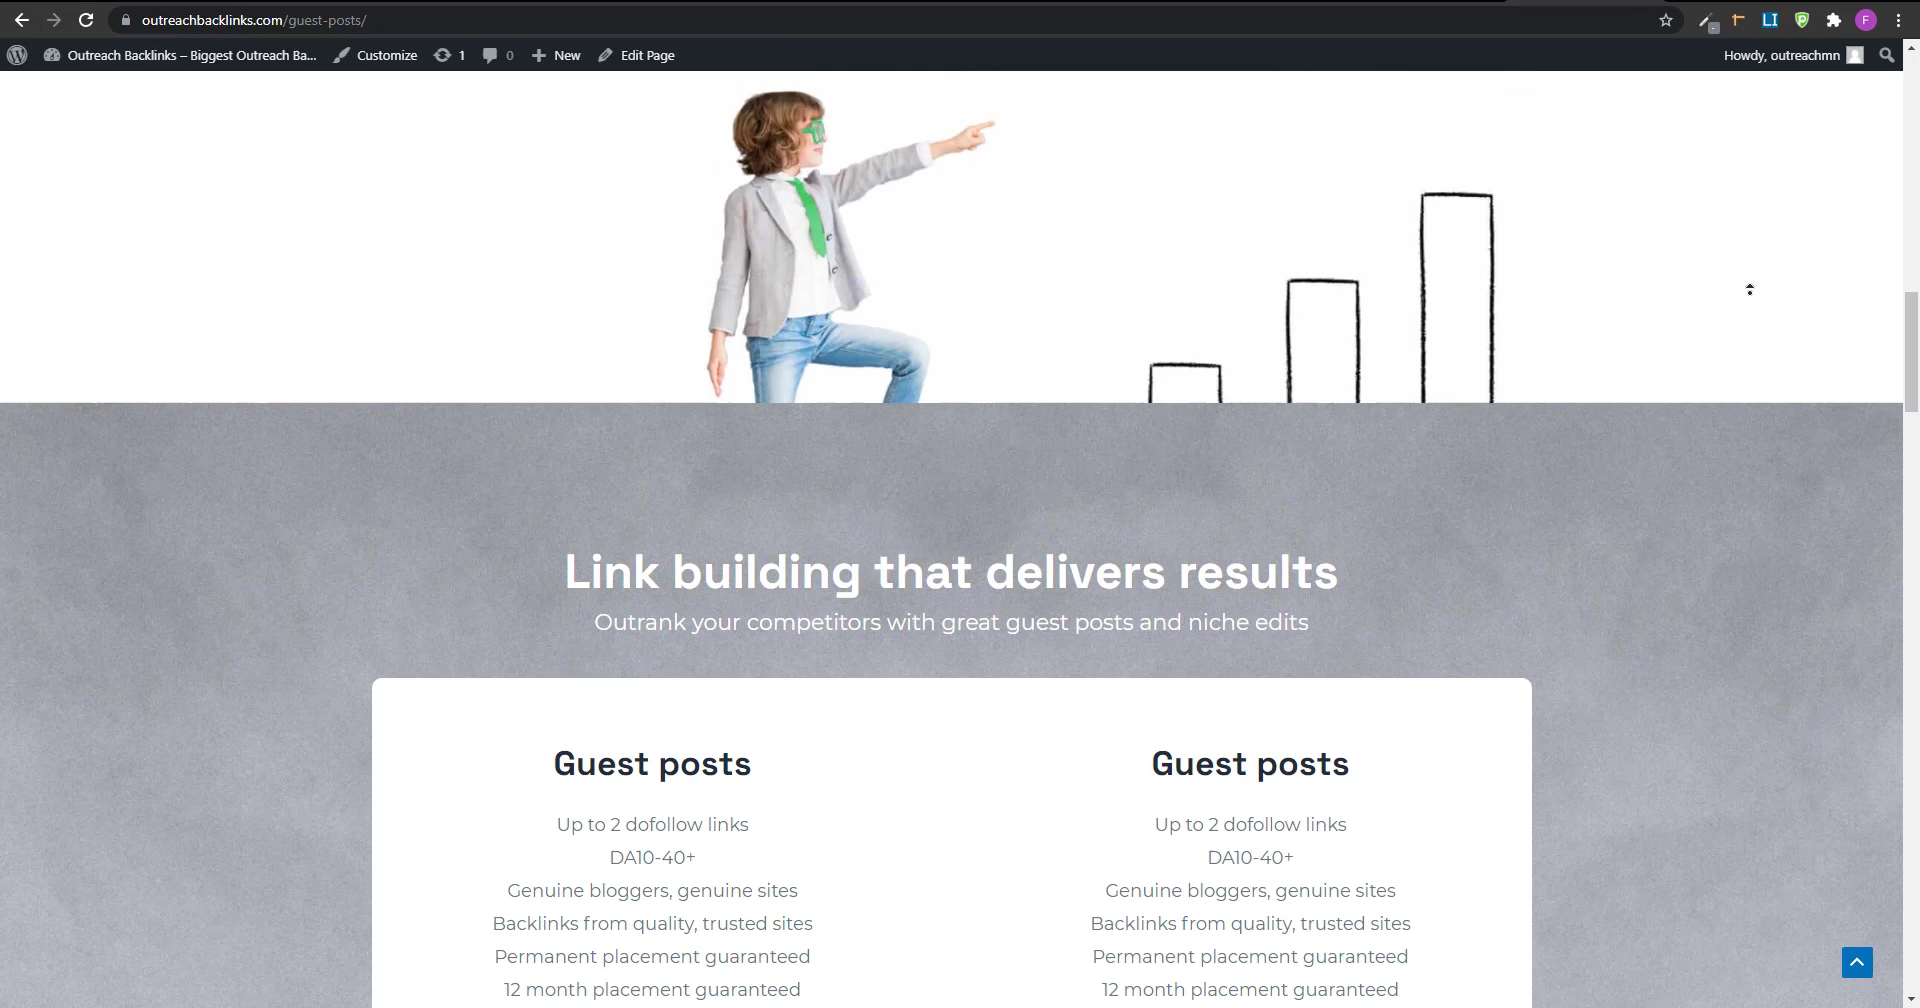 outreachbacklinks.com/guest-posts/
LI
F
Outreach Backlinks – Biggest Outreach Ba... Customize 1 0 New Edit Page Howdy, outreachmn
Link building that delivers results
Outrank your competitors with great guest posts and niche edits
Guest posts
Up to 2 dofollow links
DA10-40+
Genuine bloggers, genuine sites
Backlinks from quality, trusted sites
Permanent placement guaranteed
12 month placement guaranteed
Guest posts
Up to 2 dofollow links
DA10-40+
Genuine bloggers, genuine sites
Backlinks from quality, trusted sites
Permanent placement guaranteed
12 month placement guaranteed